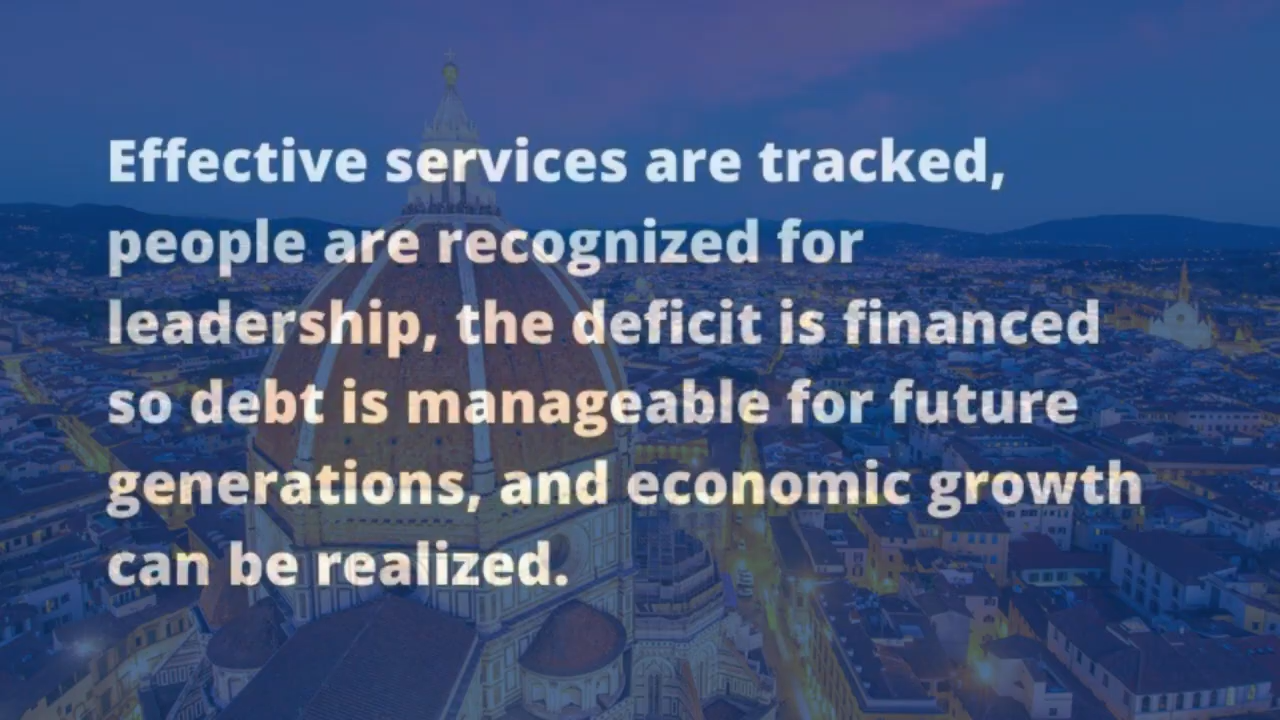 Effective services are tracked,
people are recognized for
leadership, the deficit is financed
so debt is manageable for future
generations, and economic growth
can be realized.